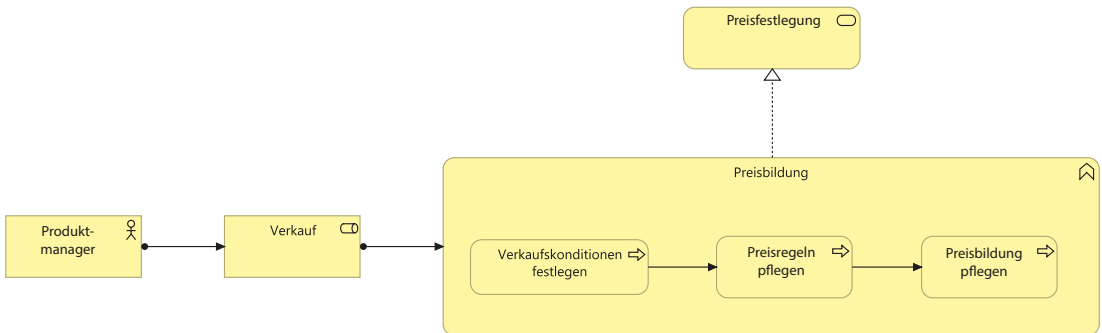 Preisfestlegung
Preisbildung
Produkt-
manager
Verkauf
Verkaufskonditionen
festlegen
Preisregeln
pflegen
Preisbildung
pflegen